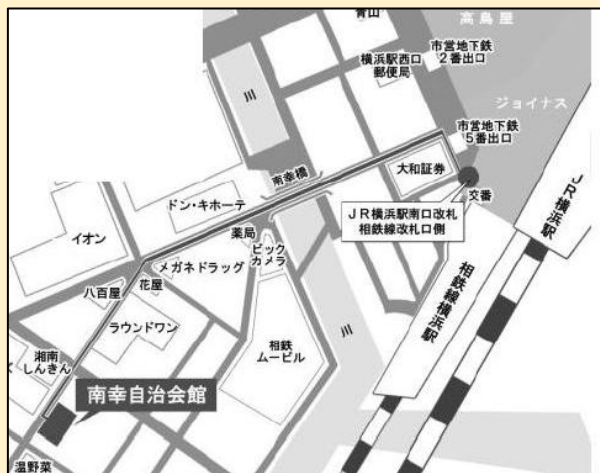 青山
高島屋
横浜駅西口
郵便局
市営地下鉄
2番出口
川
ジョイナス
市営地下鉄
5番出口
大和証券
南幸橋
交番
JR横浜駅
ドン・キホーテ
JR横浜駅南口改札
相鉄線改札口側
薬局
イオン
ビック
カメラ
メガネドラッグ
相鉄線横浜駅
八百屋
花屋
ラウンドワン
相鉄
ムービル
川
湘南
しんきん
南幸自治会館
温野菜